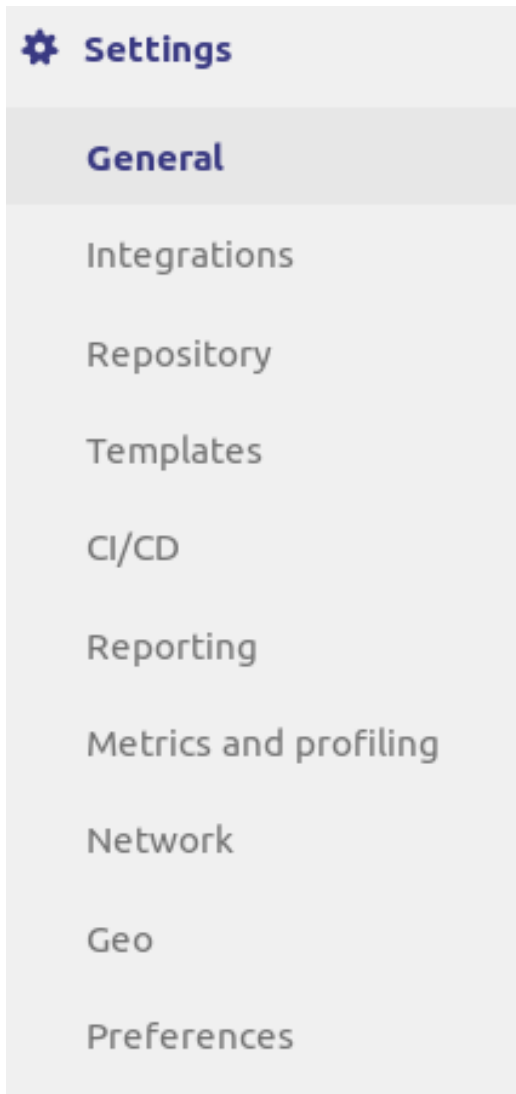 Settings
General
Integrations
Repository
Templates
CI/CD
Reporting
Metrics and profiling
Network
Geo
Preferences